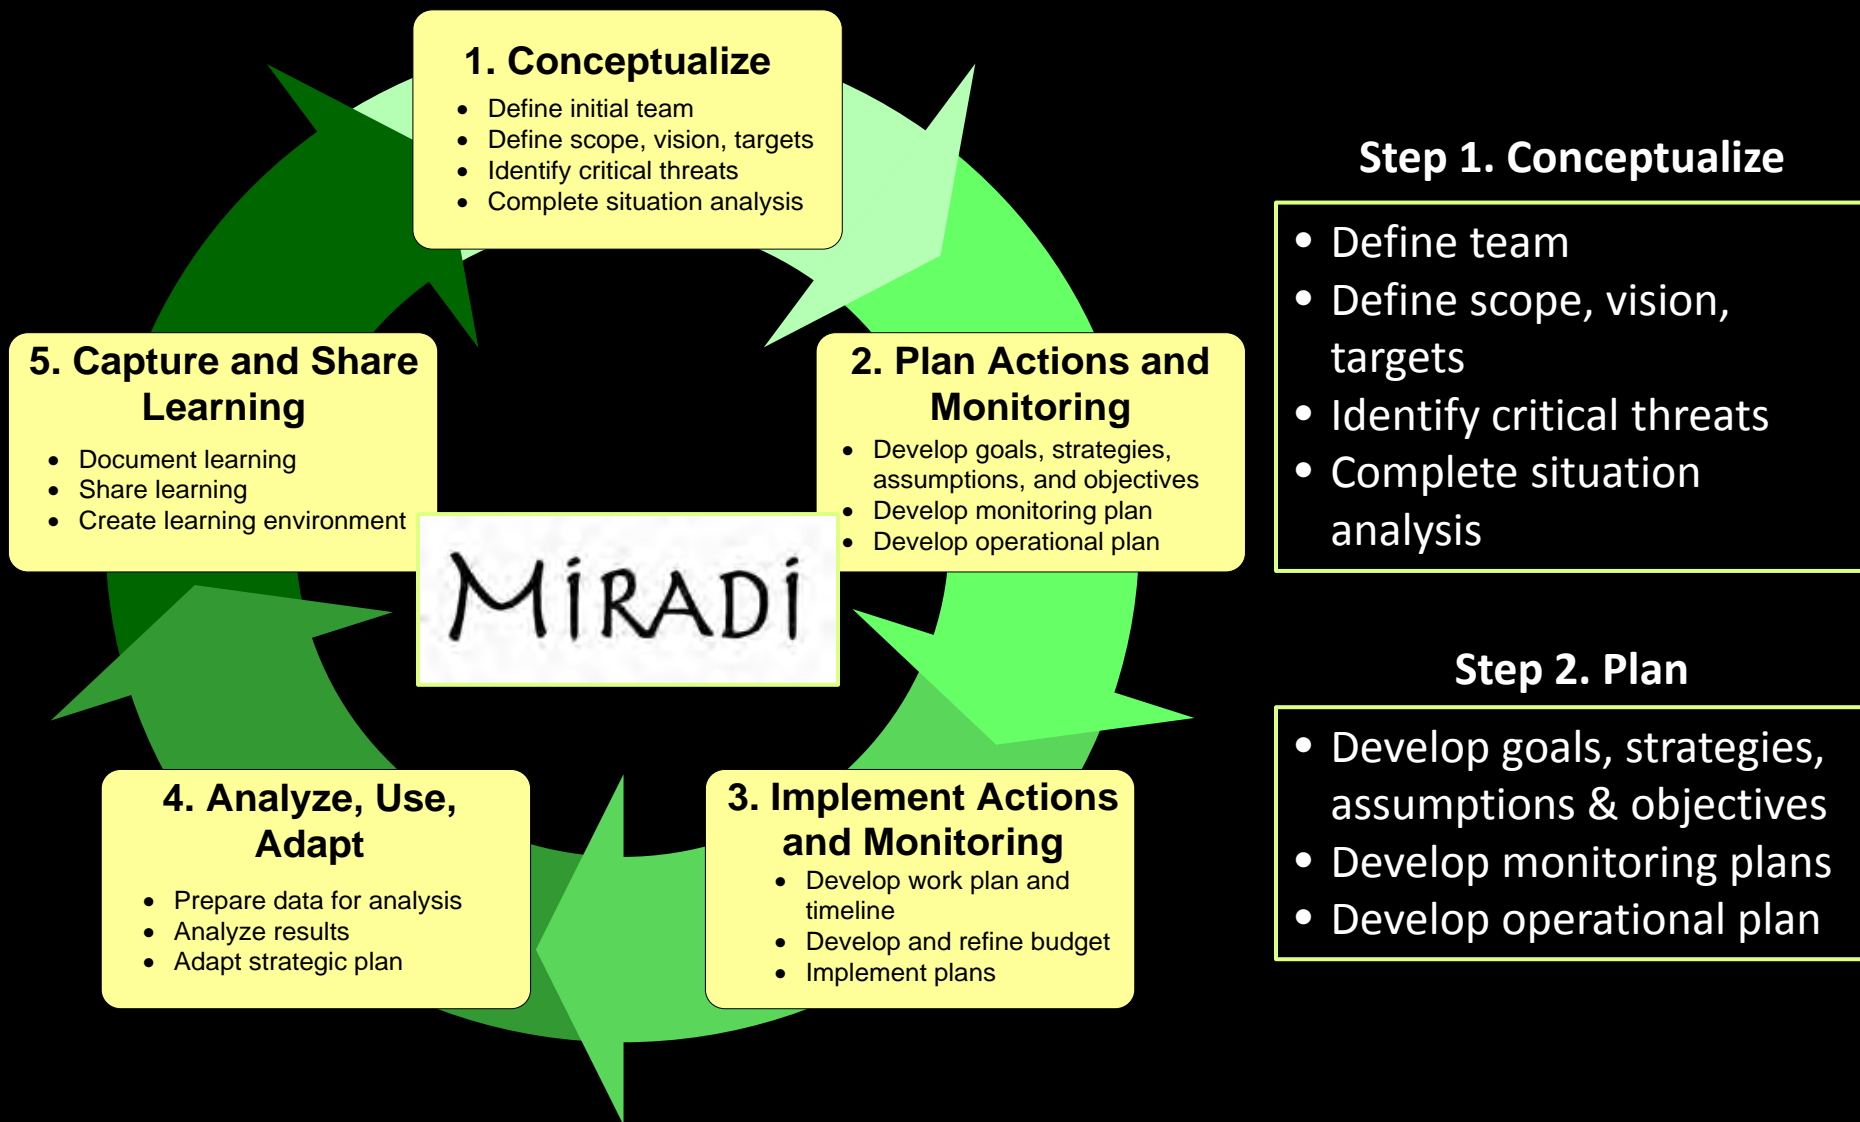 1. Conceptualize
• Define initial team
• Define scope, vision, targets
• Identify critical threats
• Complete situation analysis
2. Plan Actions and
Monitoring
• Develop goals, strategies,
assumptions, and objectives
• Develop monitoring plan
• Develop operational plan
3. Implement Actions
and Monitoring
• Develop work plan and
timeline
• Develop and refine budget
• Implement plans
4. Analyze, Use,
Adapt
• Prepare data for analysis
• Analyze results
• Adapt strategic plan
5. Capture and Share
Learning
• Document learning
• Share learning
• Create learning environment
MiRADi
Step 1. Conceptualize
• Define team
• Define scope, vision,
targets
• Identify critical threats
• Complete situation
analysis
Step 2. Plan
• Develop goals, strategies,
assumptions & objectives
• Develop monitoring plans
• Develop operational plan